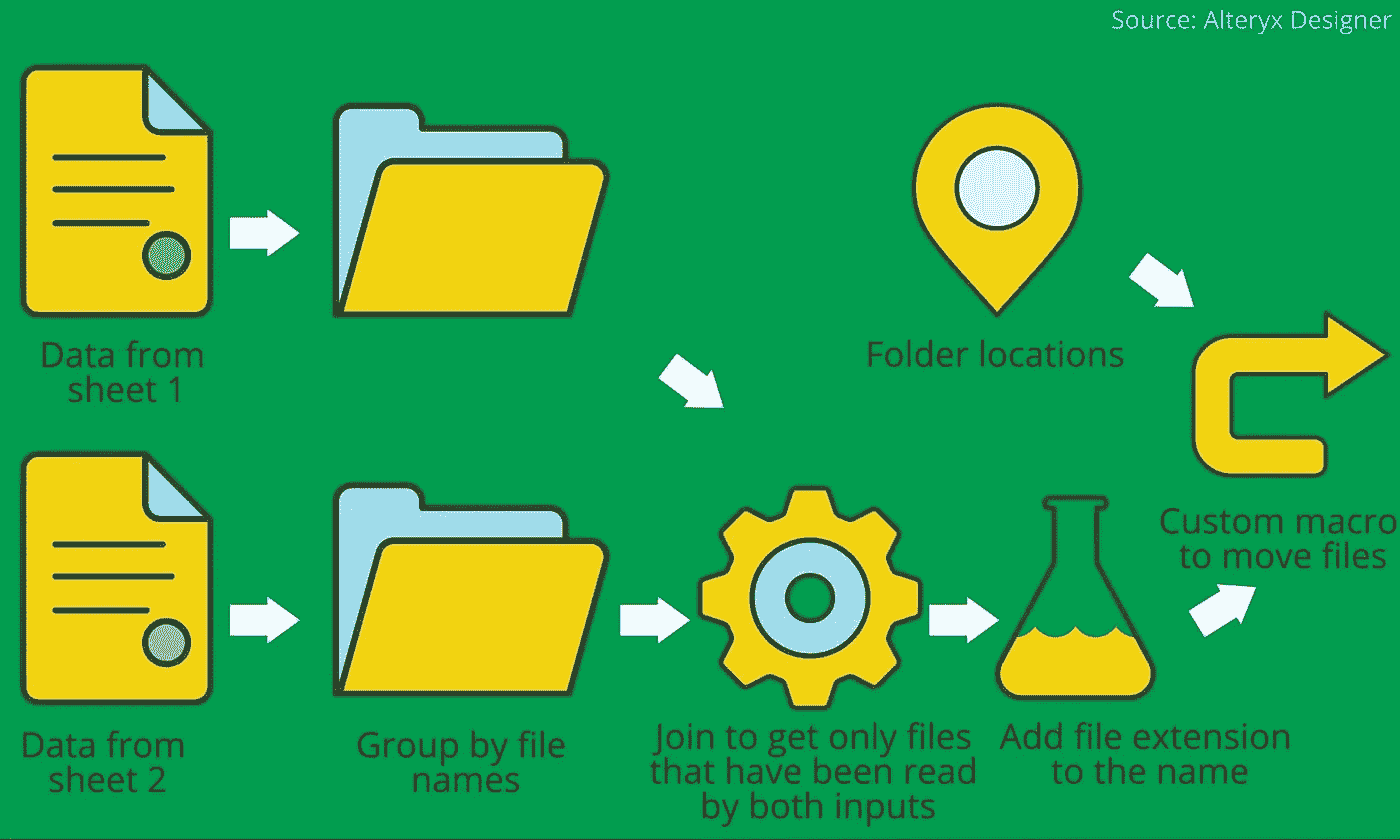 Source: Alteryx Designer
Data from
sheet 1
Folder locations
Custom macro
to move files
Data from
sheet 2
Group by file
names
Join to get only files
that have been read
by both inputs
Add file extension
to the name